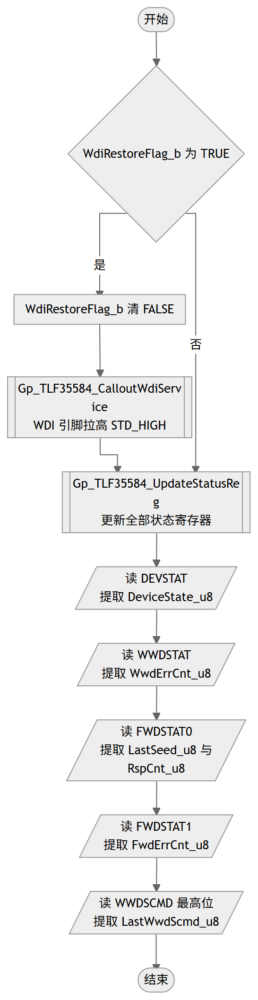 开始
WdiRestoreFlag_b 为 TRUE
是
WdiRestoreFlag_b 清 FALSE
否
Gp_TLF35584_CalloutWdiServ
ice
WDI 引脚拉高 STD_HIGH
Gp_TLF35584_UpdateStatusRe
g
更新全部状态寄存器
读 DEVSTAT
提取 DeviceState_u8
读 WWDSTAT
提取 WwdErrCnt_u8
读 FWDSTAT0
提取 LastSeed_u8 与
RspCnt_u8
读 FWDSTAT1
提取 FwdErrCnt_u8
读 WWDSCMD 最高位
提取 LastWwdScmd_u8
结束